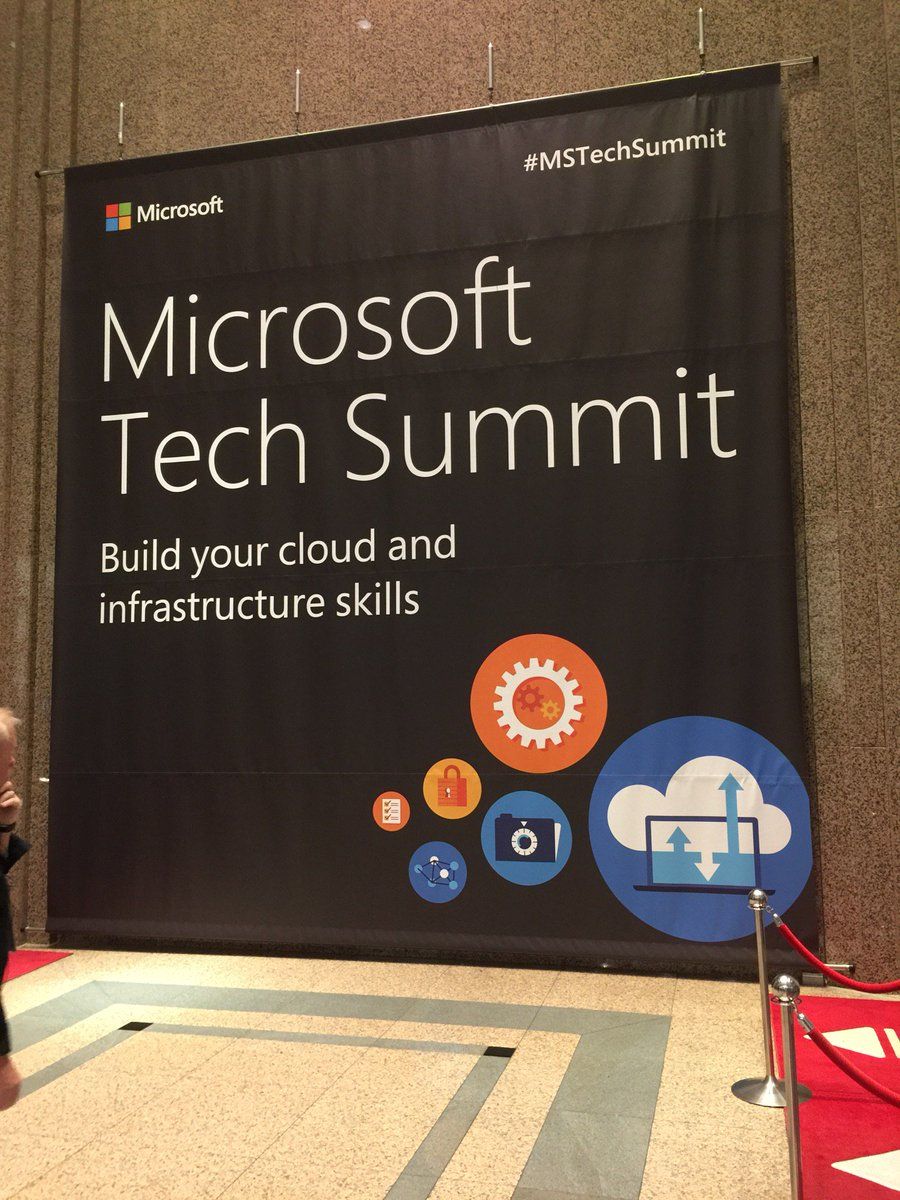 #MSTechSummit
Microsoft
Microsoft
Tech Summit
Build your cloud and
infrastructure skills